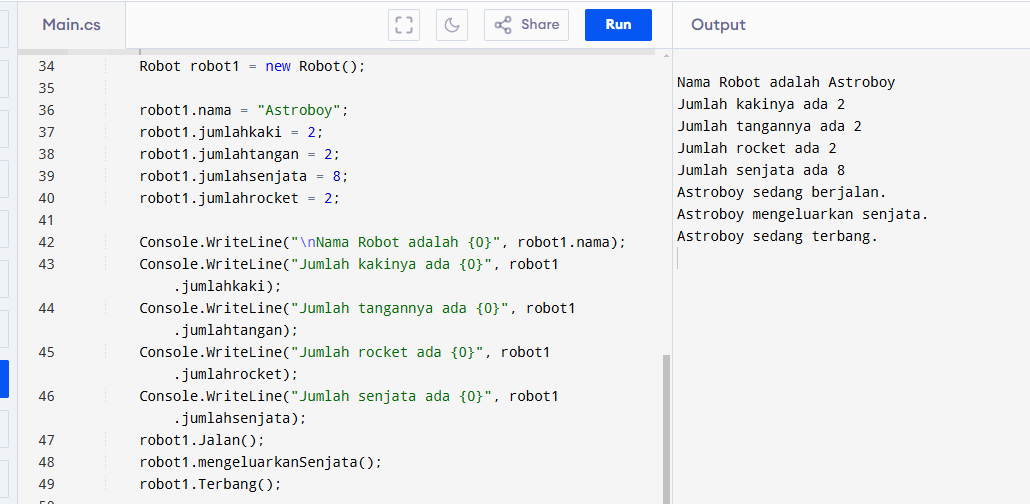 Main.cs
Share
Run
Output
34 Robot robot1 = new Robot();
35
36 robot1.nama = "Astroboy";
37 robot1.jumlahkaki = 2;
38 robot1.jumlahtangan = 2;
39 robot1.jumlahsenjata = 8;
40 robot1.jumlahrocket = 2;
41
42 Console.WriteLine("\nNama Robot adalah {0}", robot1.nama);
43 Console.WriteLine("Jumlah kakinya ada {0}", robot1
.jumlahkaki);
44 Console.WriteLine("Jumlah tangannya ada {0}", robot1
.jumlahtangan);
45 Console.WriteLine("Jumlah rocket ada {0}", robot1
.jumlahrocket);
46 Console.WriteLine("Jumlah senjata ada {0}", robot1
.jumlahsenjata);
47 robot1.Jalan();
48 robot1.mengeluarkanSenjata();
49 robot1.Terbang();
Nama Robot adalah Astroboy
Jumlah kakinya ada 2
Jumlah tangannya ada 2
Jumlah rocket ada 2
Jumlah senjata ada 8
Astroboy sedang berjalan.
Astroboy mengeluarkan senjata.
Astroboy sedang terbang.